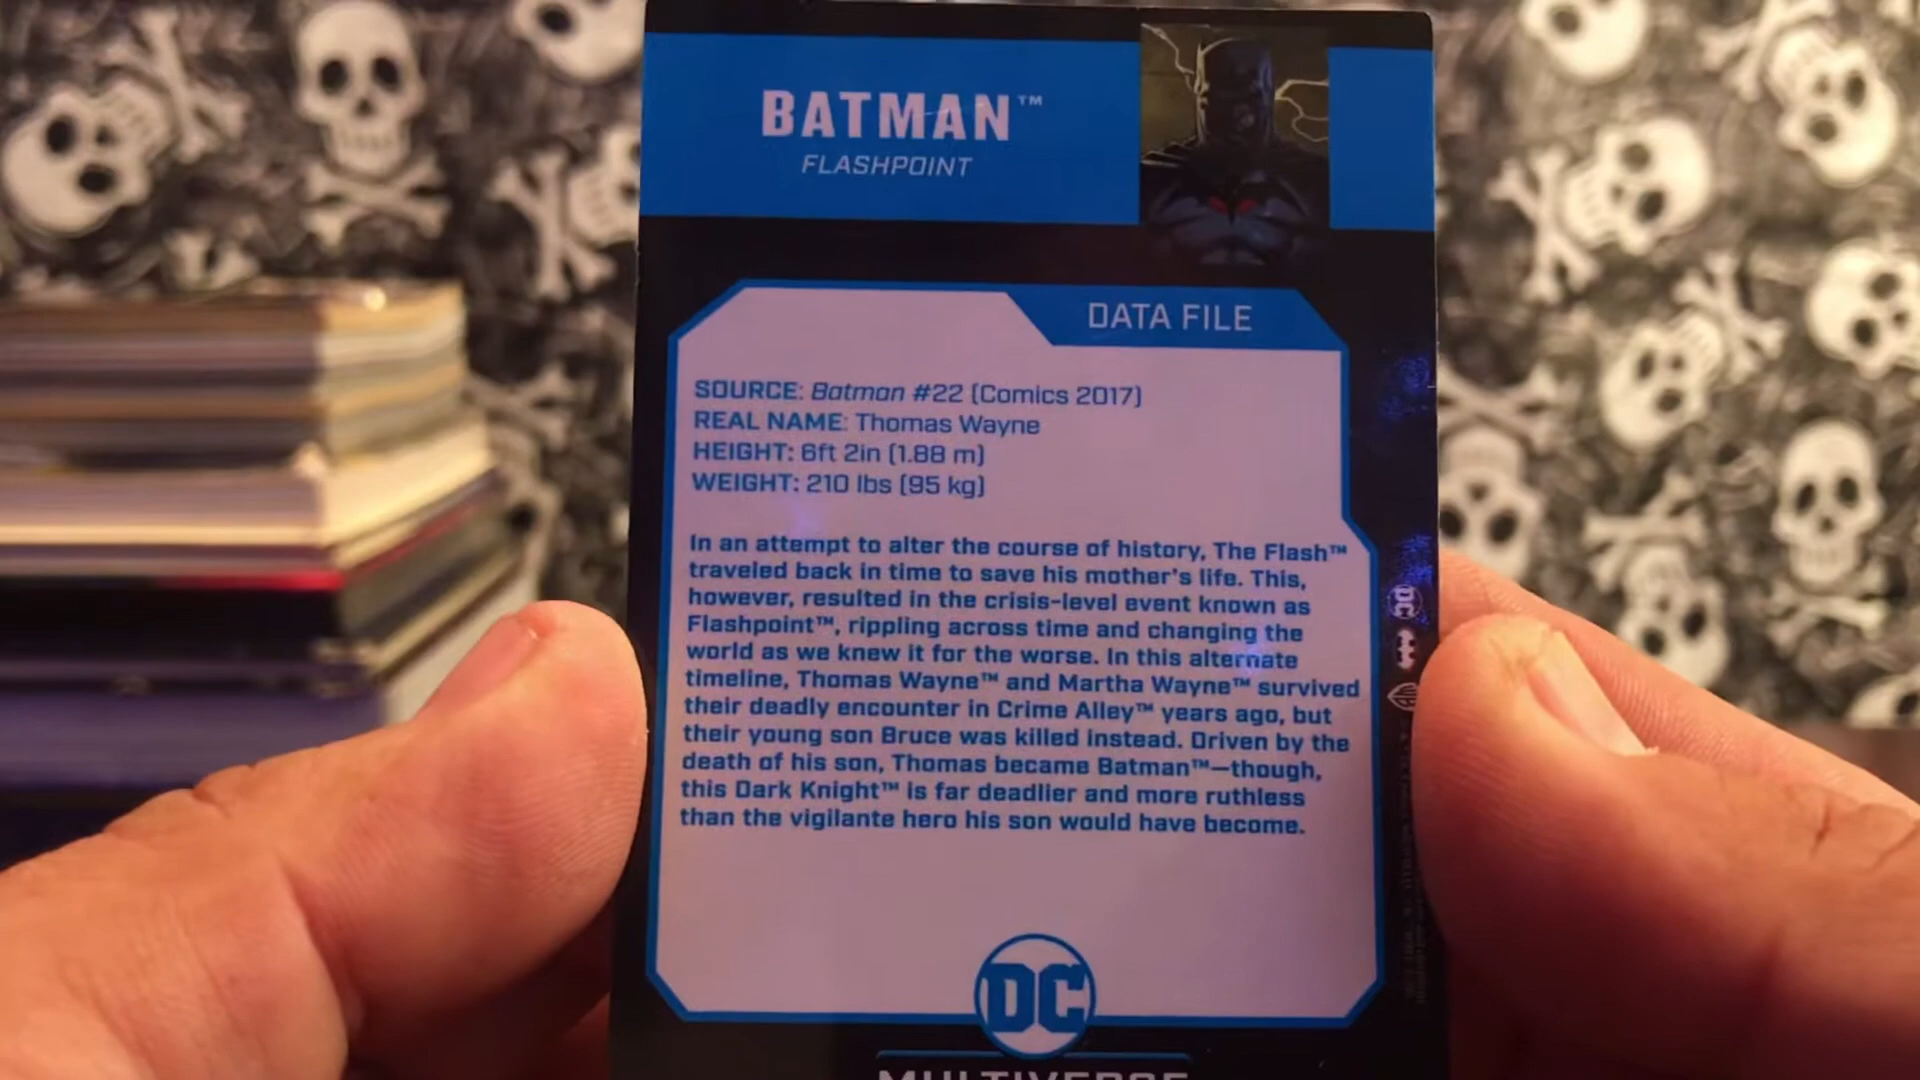 BATMAN™
FLASHPOINT
DATA FILE
SOURCE: Batman #22 (Comics 2017)
REAL NAME: Thomas Wayne
HEIGHT: 6ft 2in (1.88 m)
WEIGHT: 210 lbs (95 kg)
In an attempt to alter the course of history, The Flash™
traveled back in time to save his mother's life. This,
however, resulted in the crisis-level event known as
Flashpoint™, rippling across time and changing the
world as we knew it for the worse. In this alternate
timeline, Thomas Wayne™ and Martha Wayne™ survived
their deadly encounter in Crime Alley™ years ago, but
their young son Bruce was killed instead. Driven by the
death of his son, Thomas became Batman™—though,
this Dark Knight™ is far deadlier and more ruthless
than the vigilante hero his son would have become.
DC
MULTIVERSE
DC